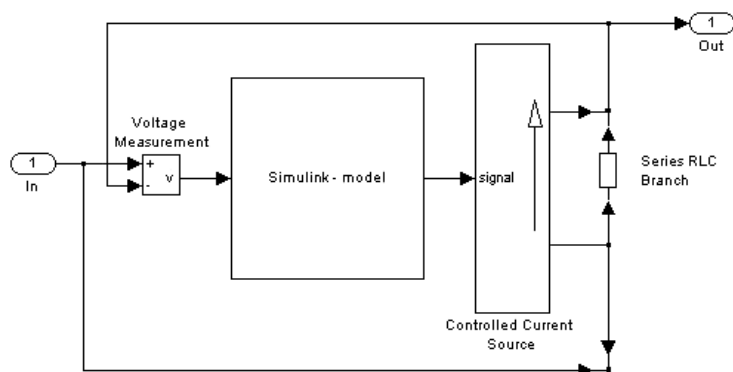 1
Out
Voltage
Measurement
1
In
+
-
v
Simulink - model
signal
Series RLC
Branch
Controlled Current
Source